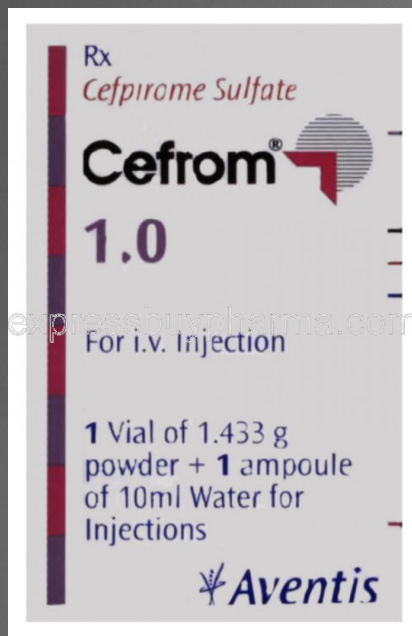 Rx
Cefpirome Sulfate
Cefrom®
1.0
expressbuypharma.com
For i.v. Injection
1 Vial of 1.433 g
powder + 1 ampoule
of 10ml Water for
Injections
Aventis